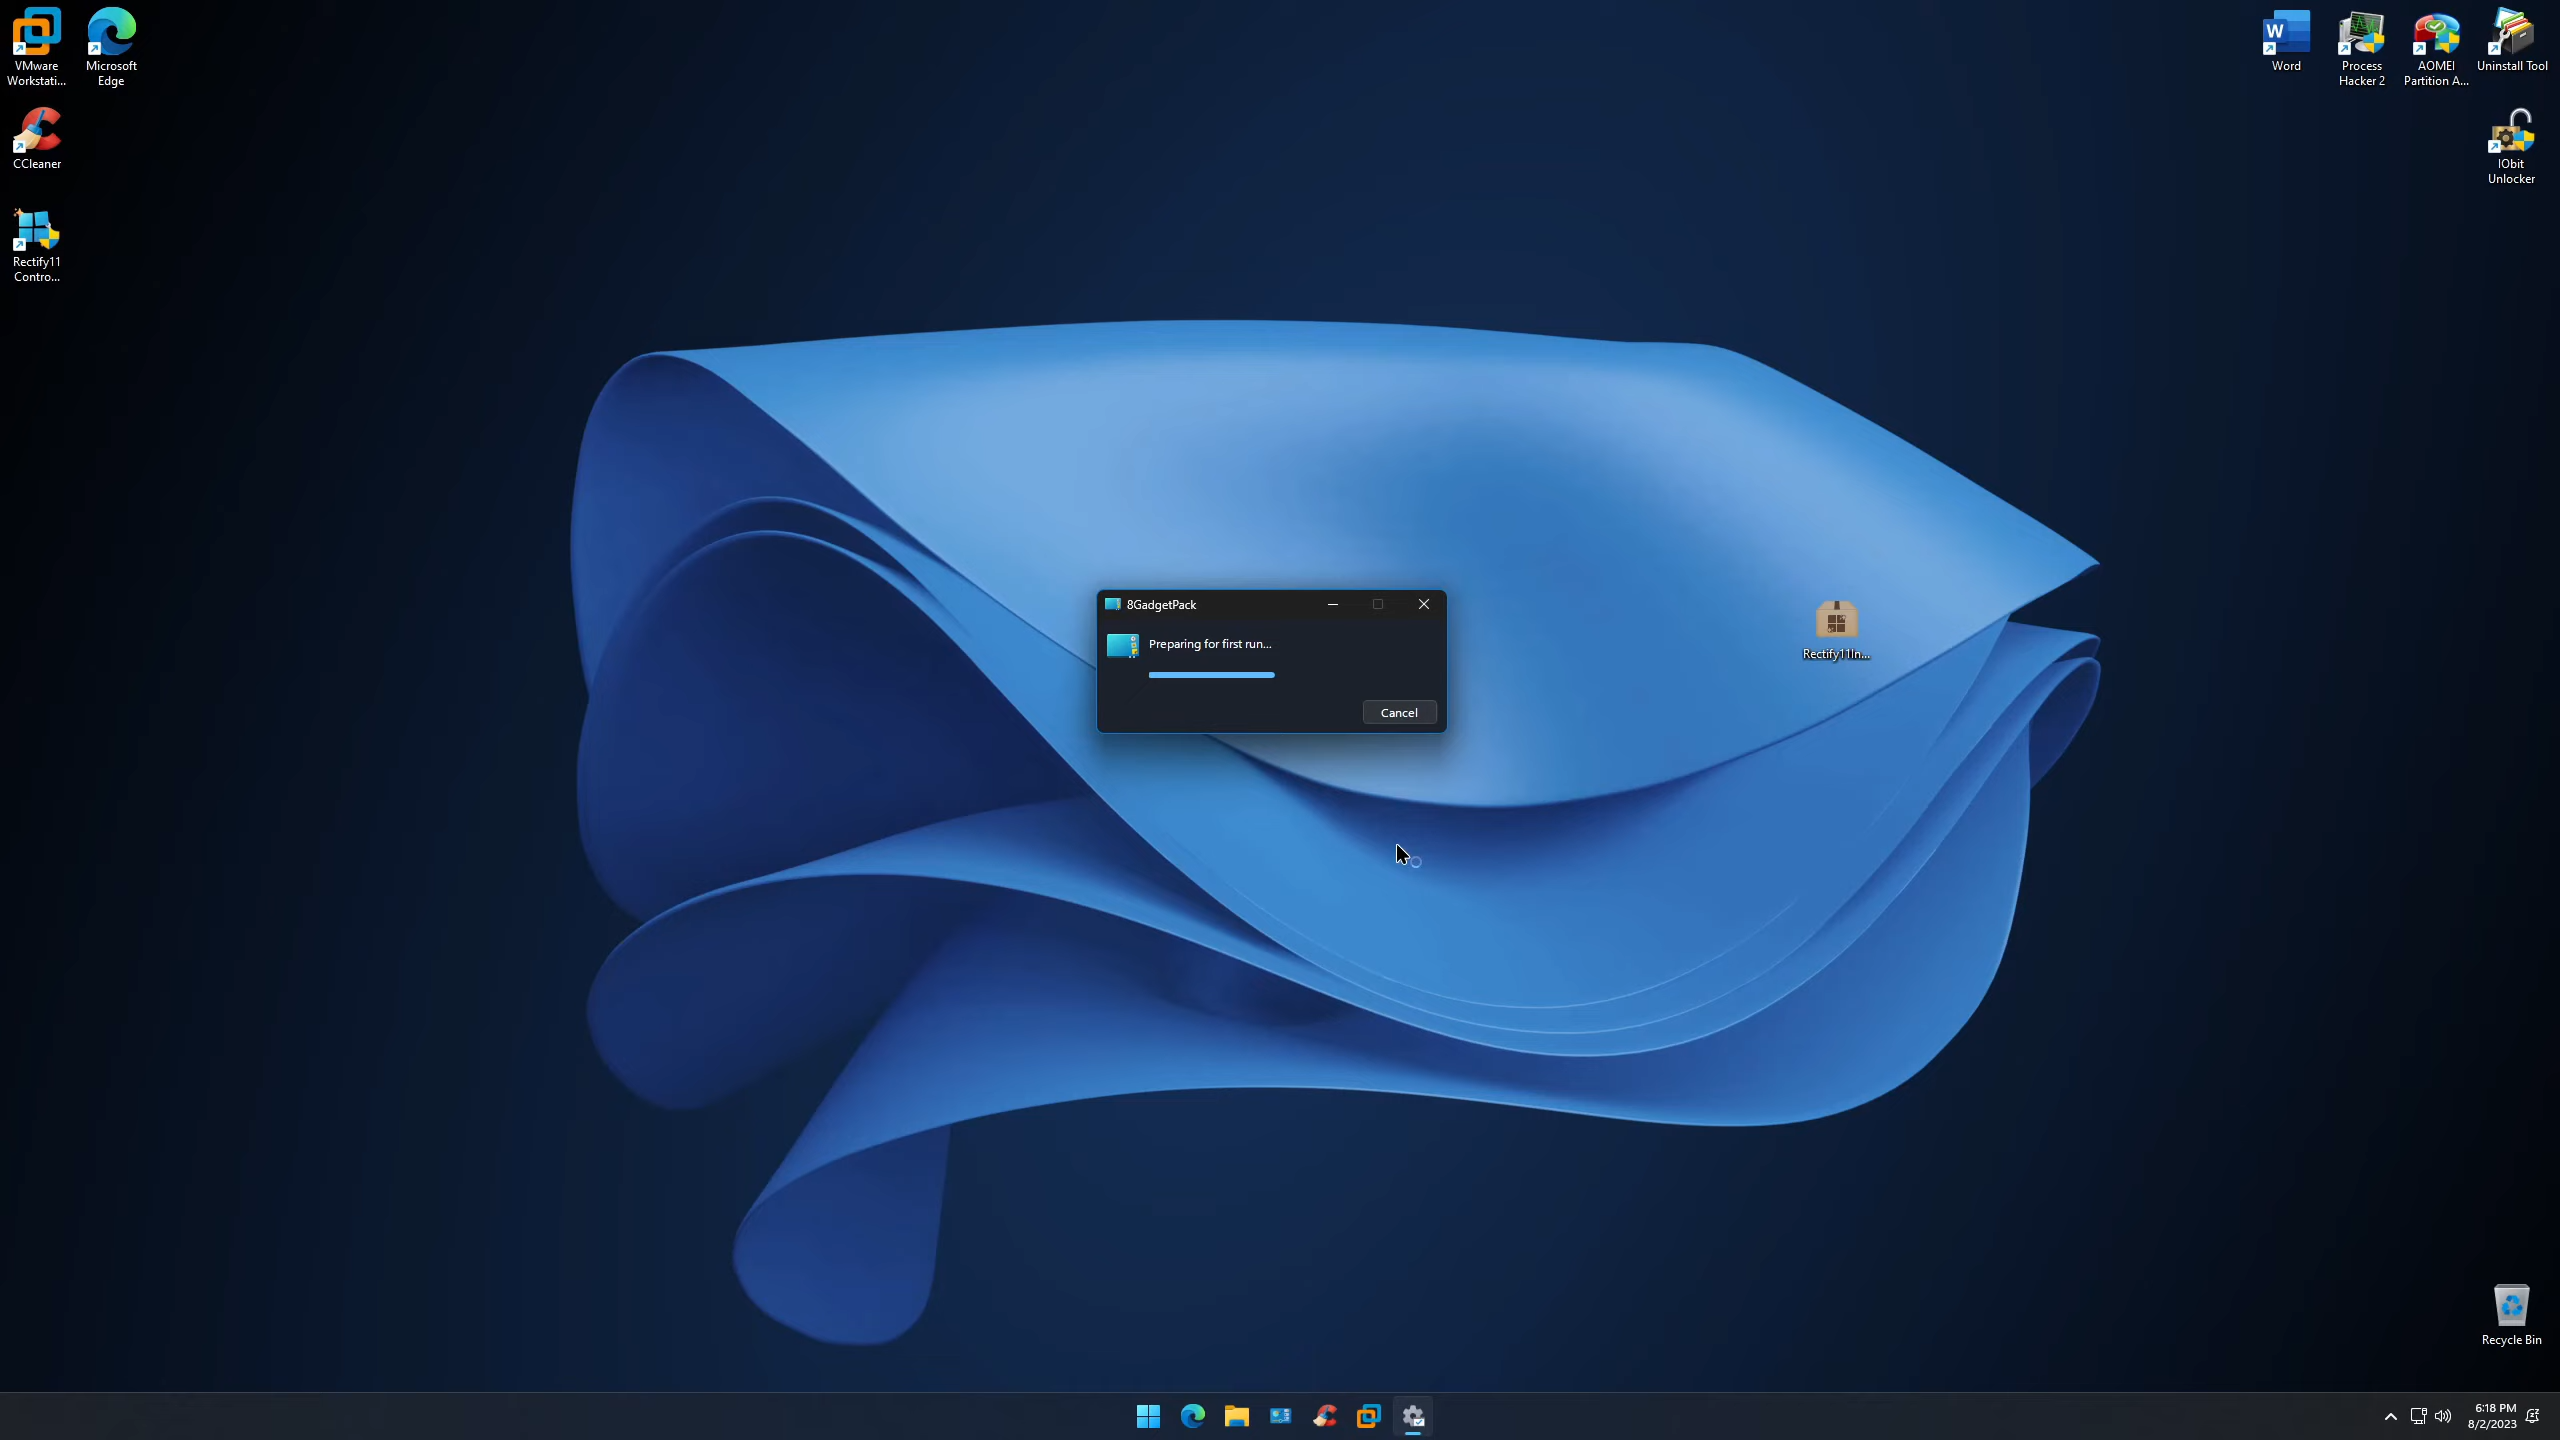 VMware
Workstati...
Microsoft
Edge
CCleaner
Rectify11
Contro...
Word
Process
Hacker 2
AOMEI
Partition A...
Uninstall Tool
IObit
Unlocker
8GadgetPack
Preparing for first run...
Cancel
Rectify11In...
Recycle Bin
6:18 PM
8/2/2023